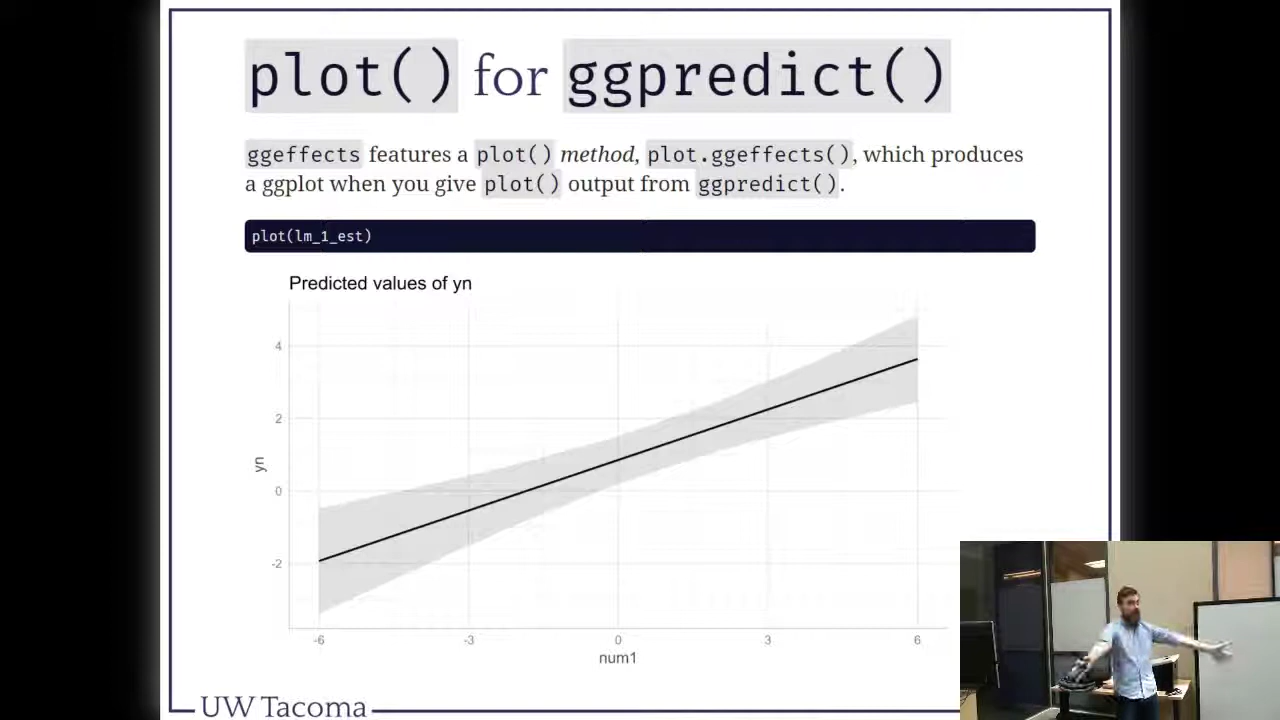 plot() for ggpredict()
ggeffects features a plot() method, plot.ggeffects(), which produces
a ggplot when you give plot() output from ggpredict().
plot(lm_1_est)
Predicted values of yn
4
2
0
-2
yn
-6 -3 0 3 6
num1
UW Tacoma